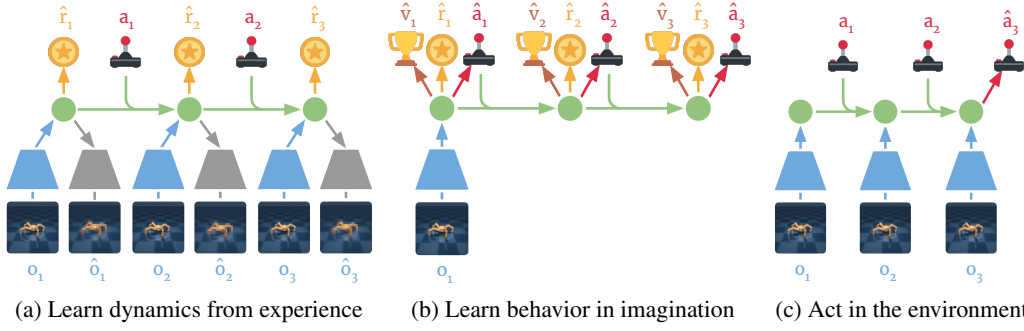 r̂₁ a₁ r̂₂ a₂ r̂₃
o₁ ô₁ o₂ ô₂ o₃ ô₃
(a) Learn dynamics from experience
v̂₁ r̂₁ â₁ v̂₂ r̂₂ â₂ v̂₃ r̂₃ â₃
o₁
(b) Learn behavior in imagination
a₁ a₂ â₃
o₁ o₂ o₃
(c) Act in the environment